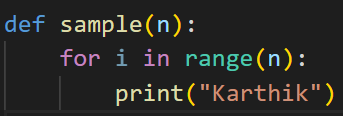 def sample(n):
    for i in range(n):
        print("Karthik")